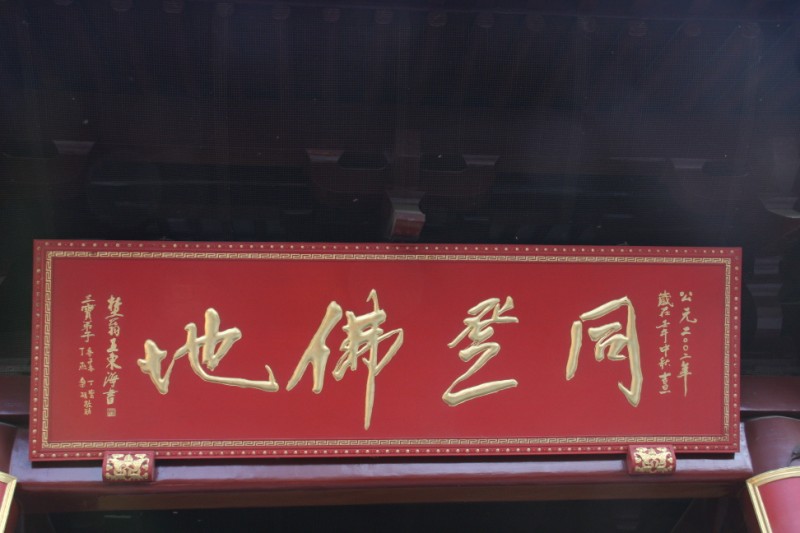 公元二〇〇二年
歲在壬午中秋書
同登佛地
楚翁王東海書
三寶弟子